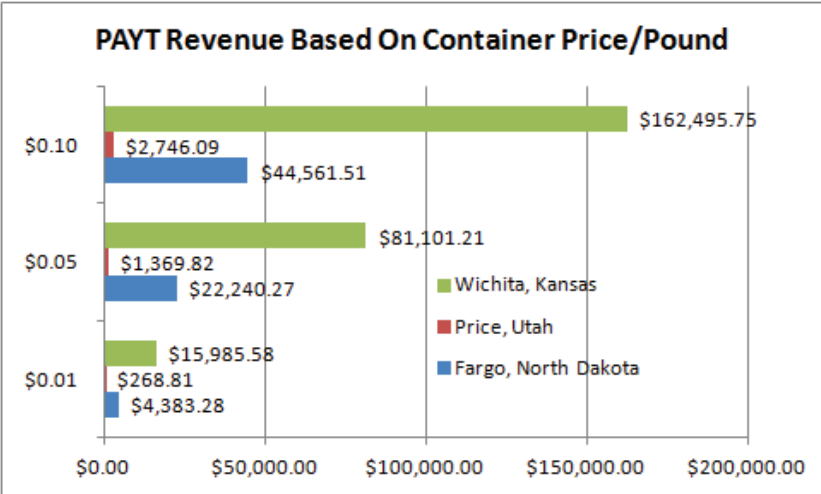 PAYT Revenue Based On Container Price/Pound
$162,495.75
$0.10
$2,746.09
$44,561.51
$81,101.21
$0.05
$1,369.82
$22,240.27
Wichita, Kansas
Price, Utah
$15,985.58
$0.01
$268.81
Fargo, North Dakota
$4,383.28
$0.00 $50,000.00 $100,000.00 $150,000.00 $200,000.00